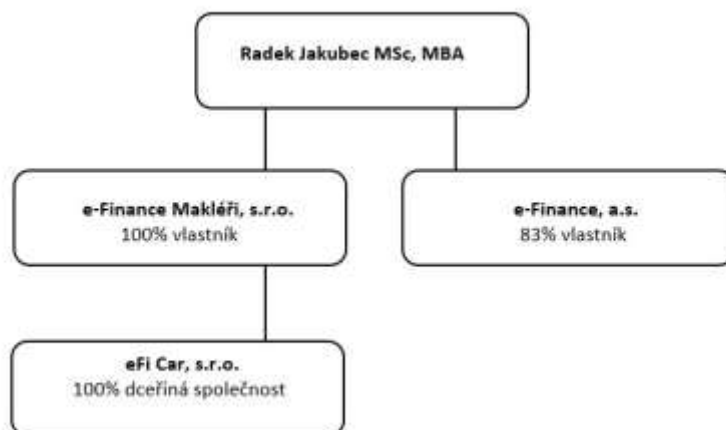 Radek Jakubec MSc, MBA
e-Finance Makléři, s.r.o.
100% vlastník
e-Finance, a.s.
83% vlastník
eFi Car, s.r.o.
100% dceřiná společnost